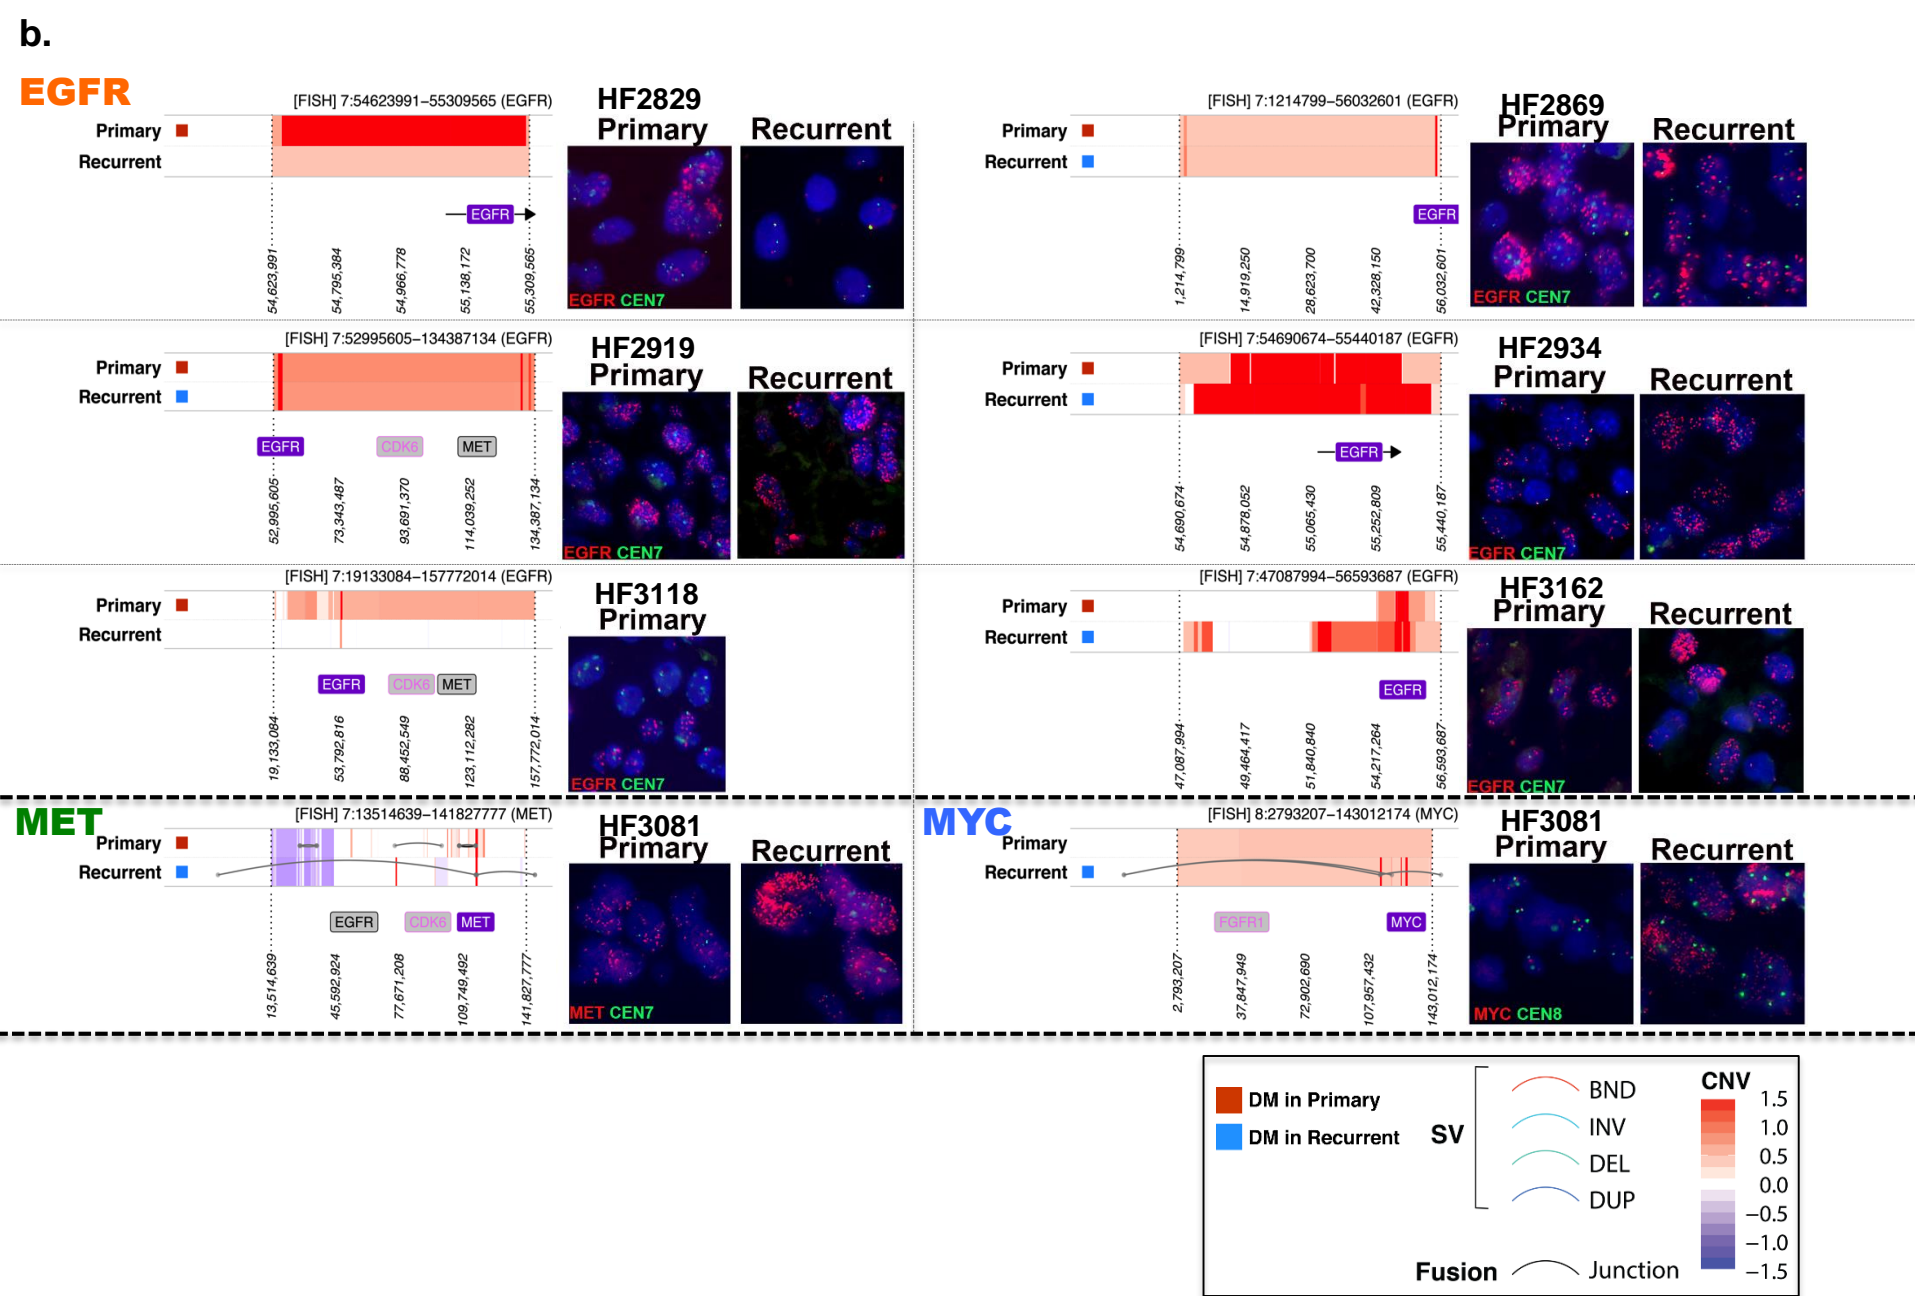 b.
EGFR
[FISH] 7:54623991–55309565 (EGFR)
Primary
Recurrent
EGFR
54,623,991
54,795,384
54,966,778
55,138,172
55,309,565
HF2829
Primary
Recurrent
EGFR CEN7
[FISH] 7:1214799–56032601 (EGFR)
Primary
Recurrent
EGFR
1,214,799
14,919,250
28,623,700
42,328,150
56,032,601
HF2869
Primary
Recurrent
EGFR CEN7
[FISH] 7:52995605–134387134 (EGFR)
Primary
Recurrent
EGFR
CDK6
MET
52,995,605
73,343,487
93,691,370
114,039,252
134,387,134
HF2919
Primary
Recurrent
EGFR CEN7
[FISH] 7:54690674–55440187 (EGFR)
Primary
Recurrent
EGFR
54,690,674
54,878,052
55,065,430
55,252,809
55,440,187
HF2934
Primary
Recurrent
EGFR CEN7
[FISH] 7:19133084–157772014 (EGFR)
Primary
Recurrent
EGFR
CDK6
MET
19,133,084
53,792,816
88,452,549
123,112,282
157,772,014
HF3118
Primary
EGFR CEN7
[FISH] 7:47087994–56593687 (EGFR)
Primary
Recurrent
EGFR
47,087,994
49,464,417
51,840,840
54,217,264
56,593,687
HF3162
Primary
Recurrent
EGFR CEN7
MET
[FISH] 7:13514639–141827777 (MET)
Primary
Recurrent
EGFR
CDK6
MET
13,514,639
45,592,924
77,671,208
109,749,492
141,827,777
HF3081
Primary
Recurrent
MET CEN7
MYC
[FISH] 8:2793207–143012174 (MYC)
Primary
Recurrent
FGFR1
MYC
2,793,207
37,847,949
72,902,690
107,957,432
143,012,174
HF3081
Primary
Recurrent
MYC CEN8
DM in Primary
DM in Recurrent
SV
BND
INV
DEL
DUP
Fusion
Junction
CNV
1.5
1.0
0.5
0.0
−0.5
−1.0
−1.5